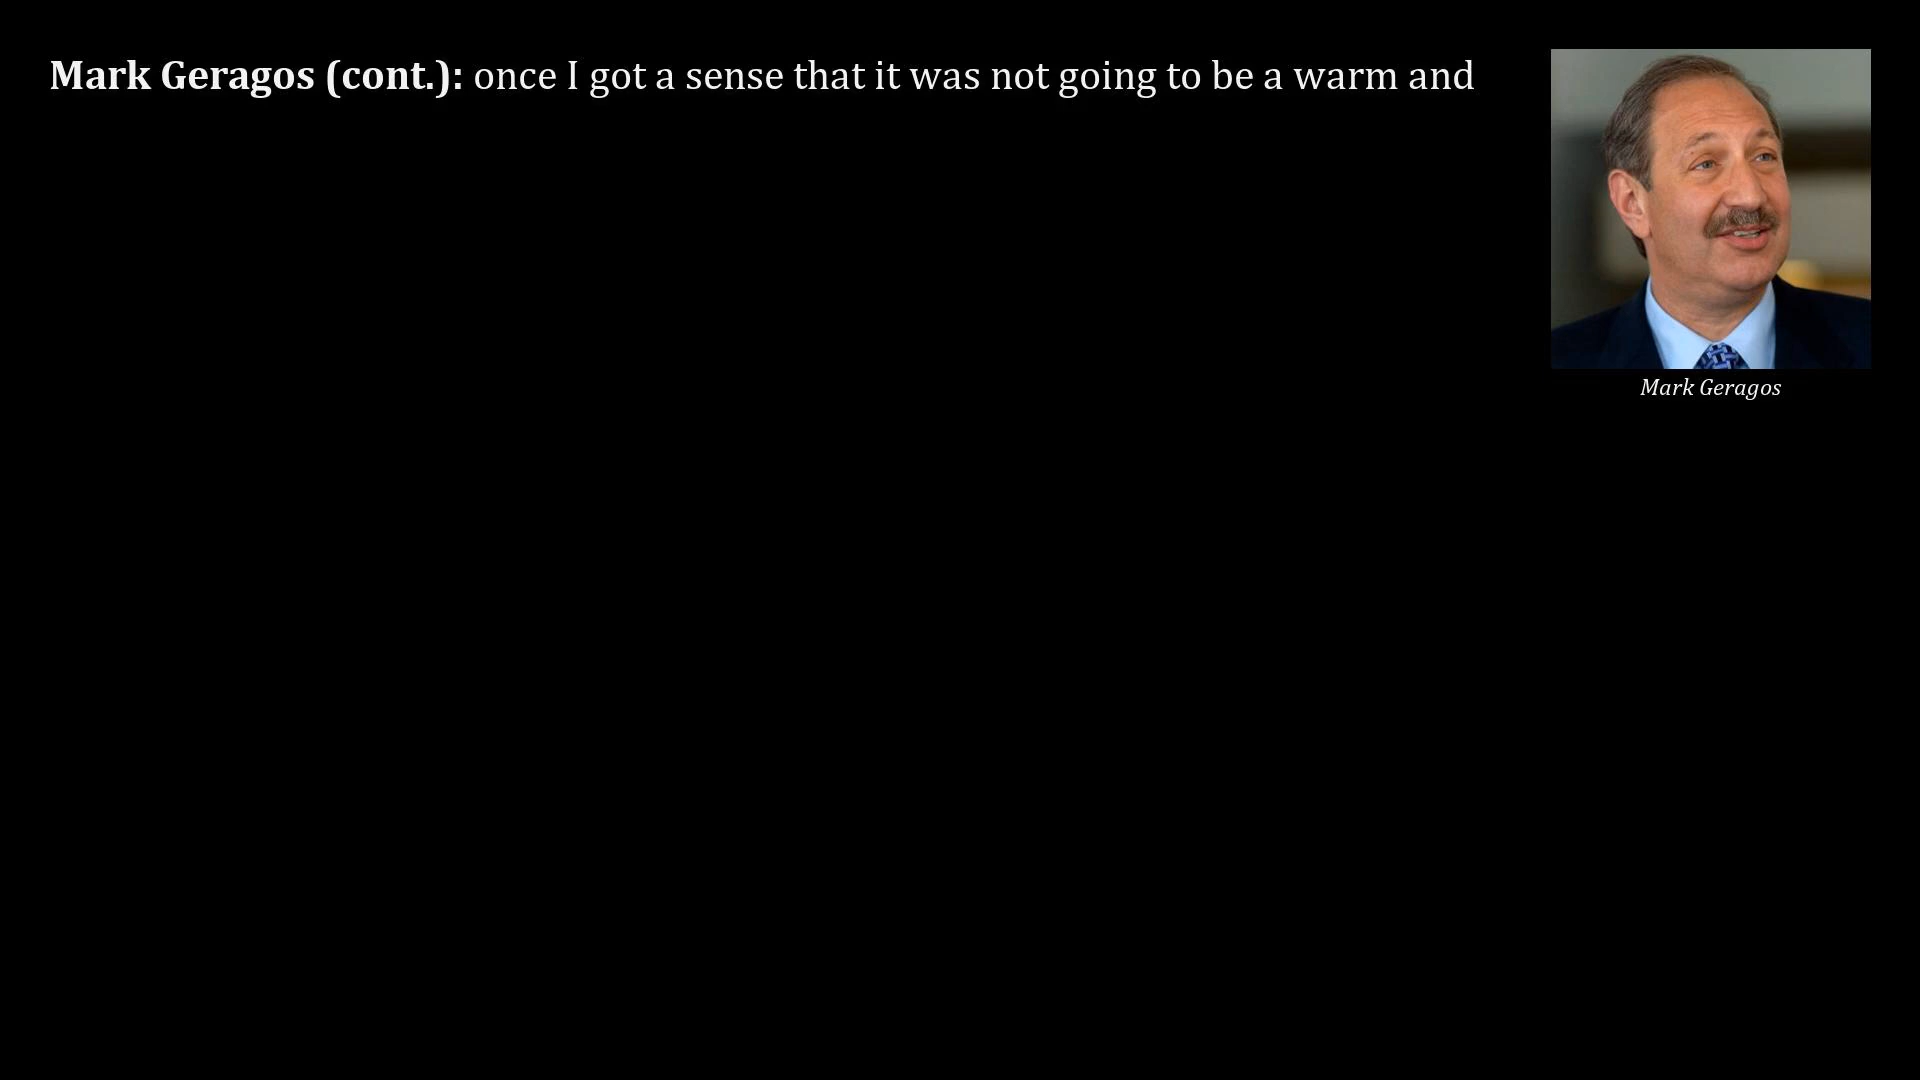 Mark Geragos (cont.): once I got a sense that it was not going to be a warm and
Mark Geragos